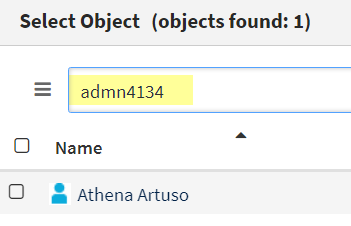 Select Object (objects found: 1)
admn4134
Name
Athena Artuso